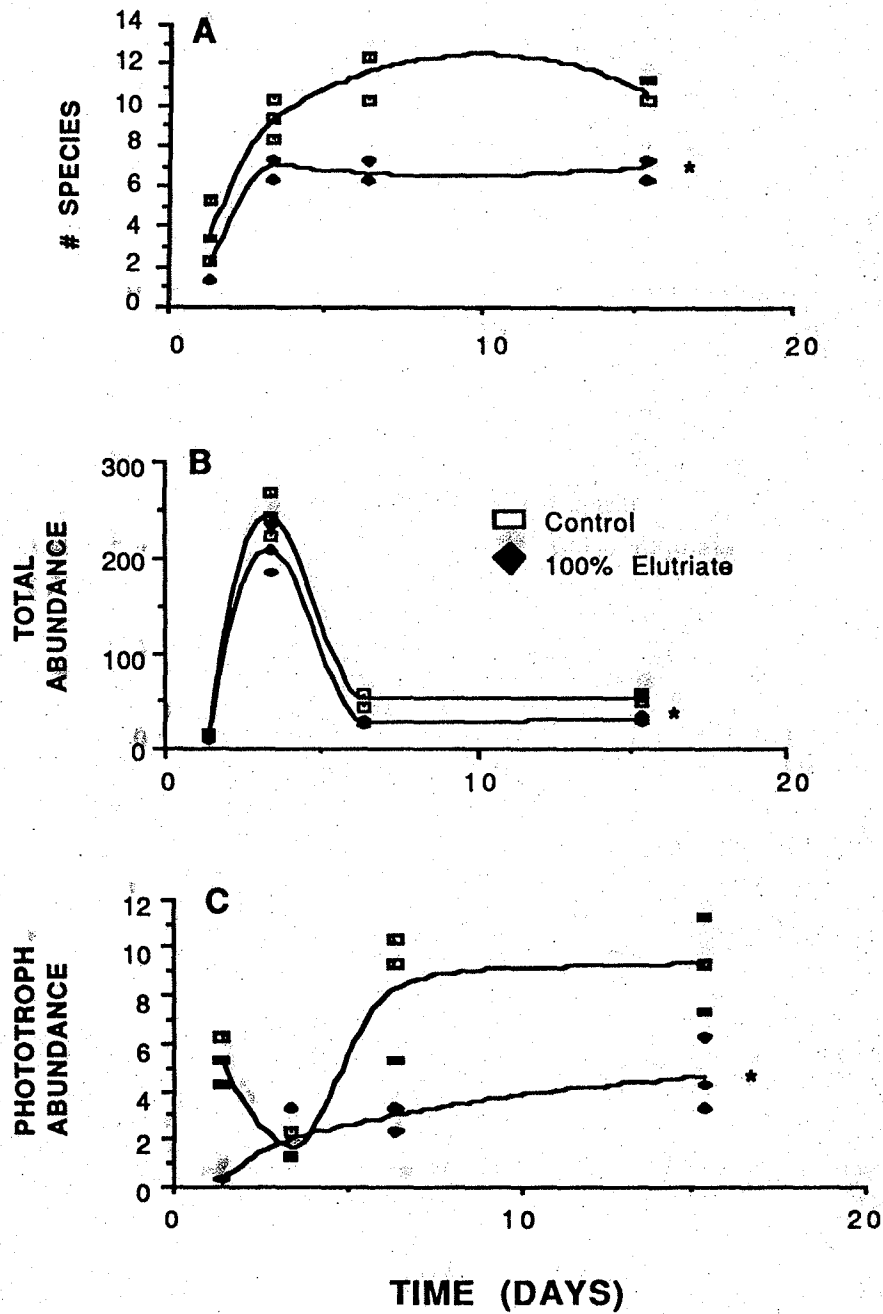 A
# SPECIES
14
12
10
8
6
4
2
0
*
0 10 20
B
TOTAL
ABUNDANCE
300
200
100
0
Control
100% Elutriate
*
0 10 20
C
PHOTOTROPH
ABUNDANCE
12
10
8
6
4
2
0
*
0 10 20
TIME (DAYS)